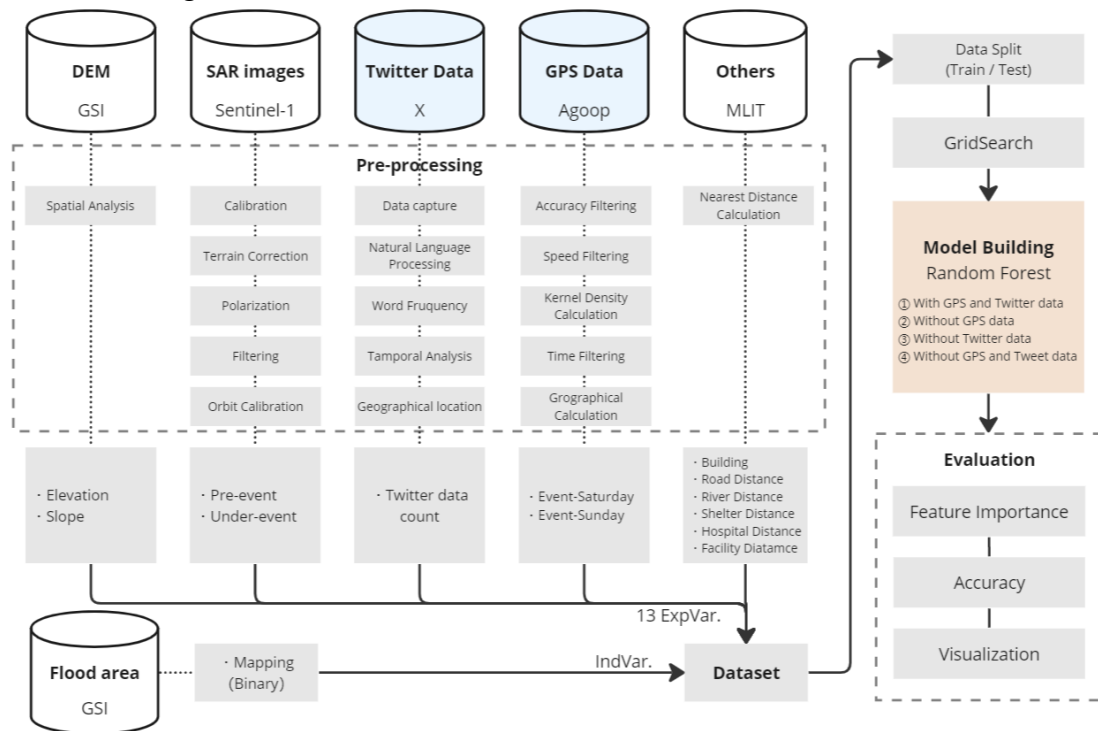 DEM
GSI
SAR images
Sentinel-1
Twitter Data
X
GPS Data
Agoop
Others
MLIT
Pre-processing
Spatial Analysis
Calibration
Terrain Correction
Polarization
Filtering
Orbit Calibration
Data capture
Natural Language
Processing
Word Fruquency
Tamporal Analysis
Geographical location
Accuracy Filtering
Speed Filtering
Kernel Density
Calculation
Time Filtering
Grographical
Calculation
Nearest Distance
Calculation
・Elevation
・Slope
・Pre-event
・Under-event
・Twitter data
count
・Event-Saturday
・Event-Sunday
・Building
・Road Distance
・River Distance
・Shelter Distance
・Hospital Distance
・Facility Diatamce
13 ExpVar.
Flood area
GSI
・Mapping
(Binary)
IndVar.
Dataset
Data Split
(Train / Test)
GridSearch
Model Building
Random Forest
① With GPS and Twitter data
② Without GPS data
③ Without Twitter data
④ Without GPS and Tweet data
Evaluation
Feature Importance
Accuracy
Visualization